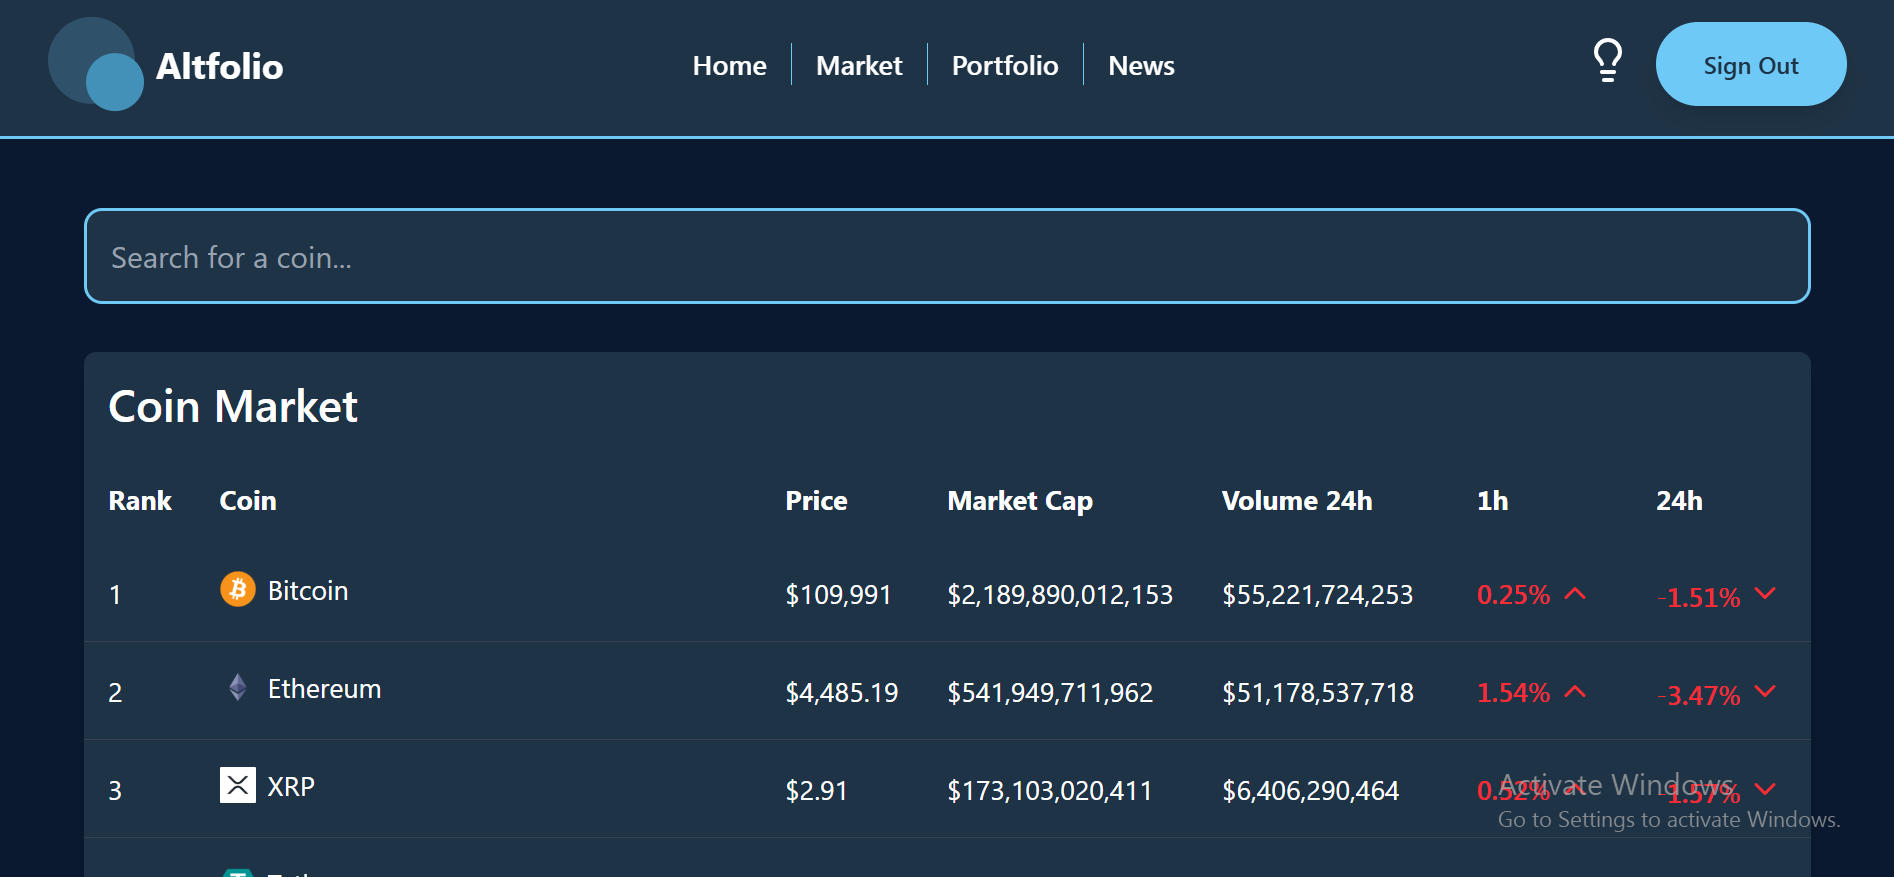 Altfolio Home Market Portfolio News Sign Out
Search for a coin...
Coin Market
Rank Coin Price Market Cap Volume 24h 1h 24h
1 Bitcoin $109,991 $2,189,890,012,153 $55,221,724,253 0.25% -1.51%
2 Ethereum $4,485.19 $541,949,711,962 $51,178,537,718 1.54% -3.47%
3 XRP $2.91 $173,103,020,411 $6,406,290,464 0.52% -1.57%
Activate Windows
Go to Settings to activate Windows.